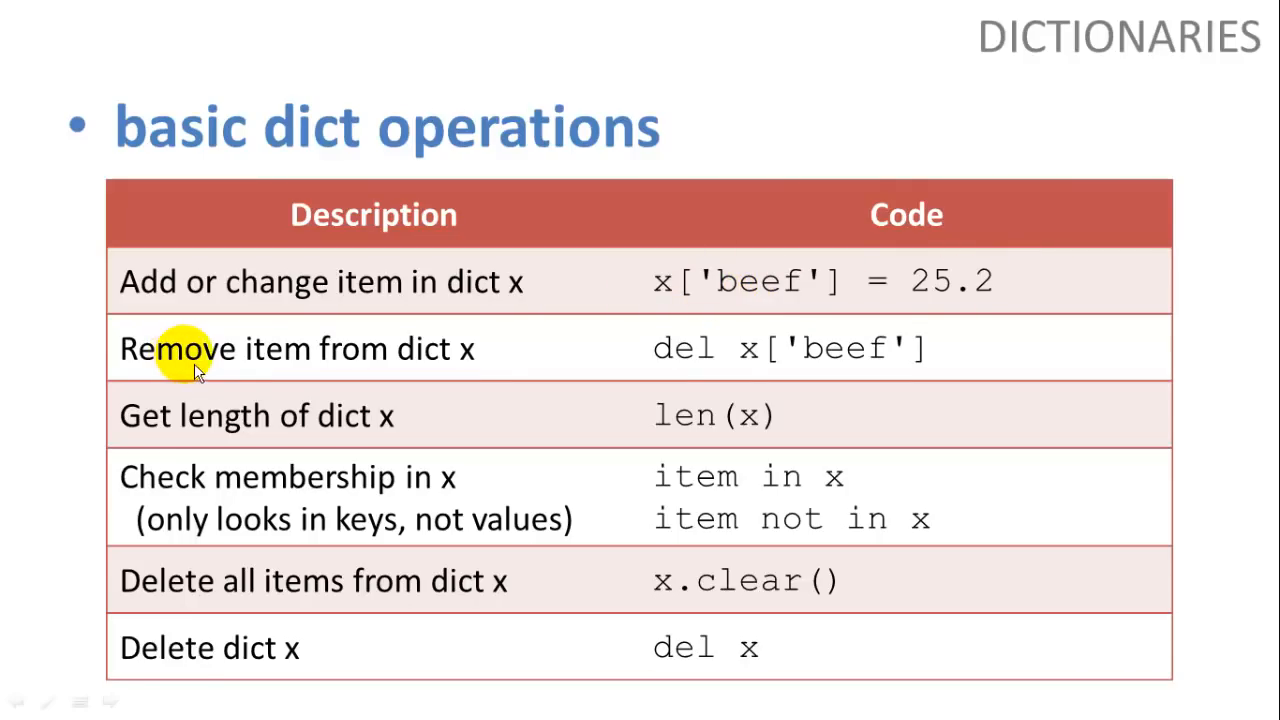 DICTIONARIES
• basic dict operations
Description Code
Add or change item in dict x x['beef'] = 25.2
Remove item from dict x del x['beef']
Get length of dict x len(x)
Check membership in x item in x
(only looks in keys, not values) item not in x
Delete all items from dict x x.clear()
Delete dict x del x